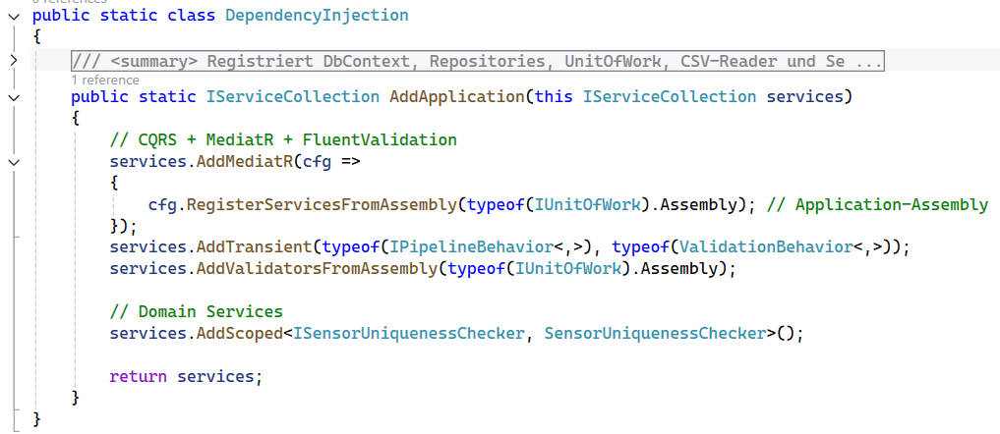 0 references
public static class DependencyInjection
{
/// <summary> Registriert DbContext, Repositories, UnitOfWork, CSV-Reader und Se ...
1 reference
public static IServiceCollection AddApplication(this IServiceCollection services)
{
// CQRS + MediatR + FluentValidation
services.AddMediatR(cfg =>
{
cfg.RegisterServicesFromAssembly(typeof(IUnitOfWork).Assembly); // Application-Assembly
});
services.AddTransient(typeof(IPipelineBehavior<,>), typeof(ValidationBehavior<,>));
services.AddValidatorsFromAssembly(typeof(IUnitOfWork).Assembly);
// Domain Services
services.AddScoped<ISensorUniquenessChecker, SensorUniquenessChecker>();
return services;
}
}